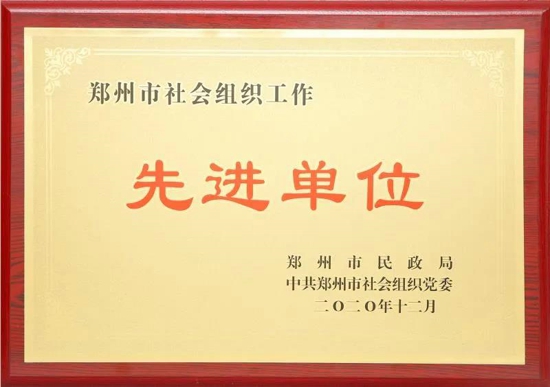 郑州市社会组织工作
先进单位
郑州市民政局
中共郑州市社会组织党委
二〇二〇年十二月